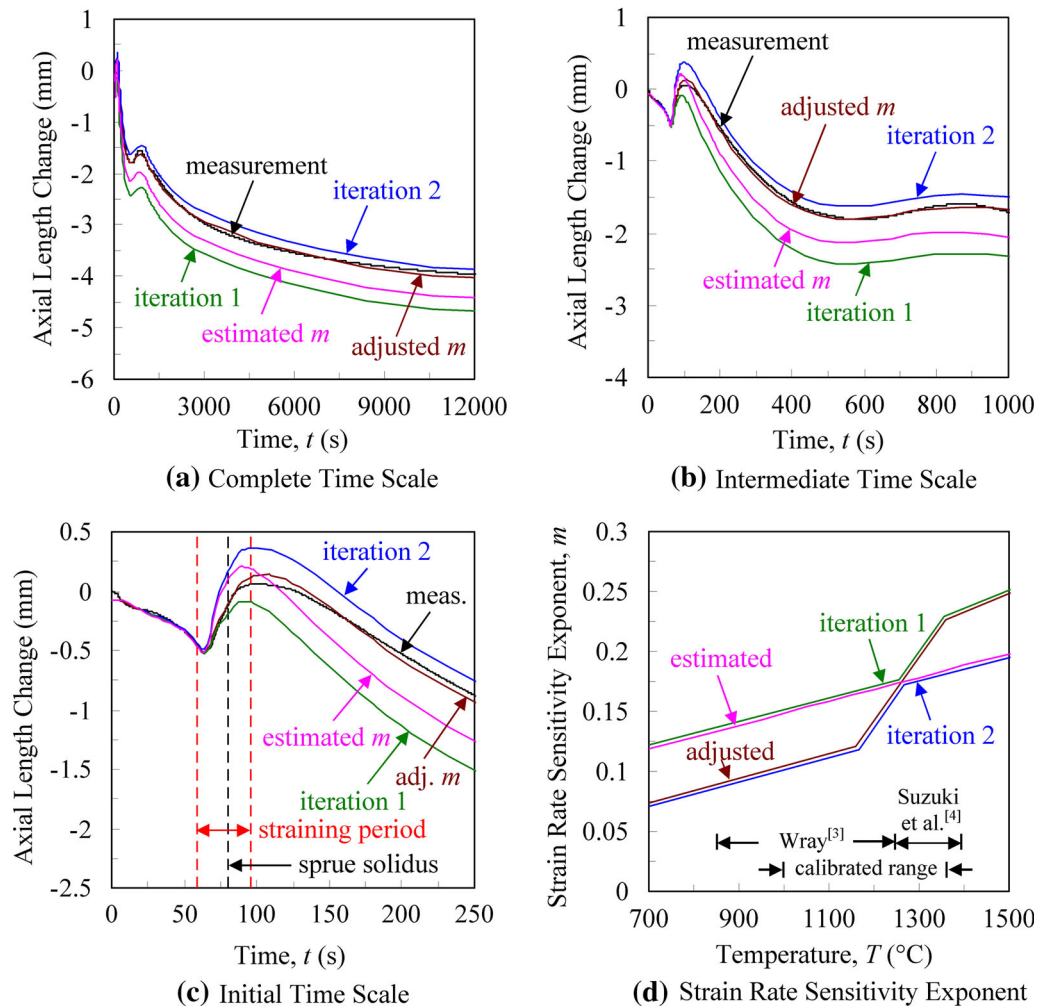 1
0
-1
-2
-3
-4
-5
-6
Axial Length Change (mm)
measurement
iteration 2
iteration 1
estimated m
adjusted m
0 3000 6000 9000 12000
Time, t (s)
(a) Complete Time Scale
1
0
-1
-2
-3
-4
Axial Length Change (mm)
measurement
adjusted m
iteration 2
estimated m
iteration 1
0 200 400 600 800 1000
Time, t (s)
(b) Intermediate Time Scale
0.5
0
-0.5
-1
-1.5
-2
-2.5
Axial Length Change (mm)
iteration 2
meas.
estimated m
adj. m
iteration 1
straining period
sprue solidus
0 50 100 150 200 250
Time, t (s)
(c) Initial Time Scale
0.3
0.25
0.2
0.15
0.1
0.05
0
Strain Rate Sensitivity Exponent, m
iteration 1
estimated
adjusted
iteration 2
Suzuki
et al.[4]
Wray[3]
calibrated range
700 900 1100 1300 1500
Temperature, T (°C)
(d) Strain Rate Sensitivity Exponent